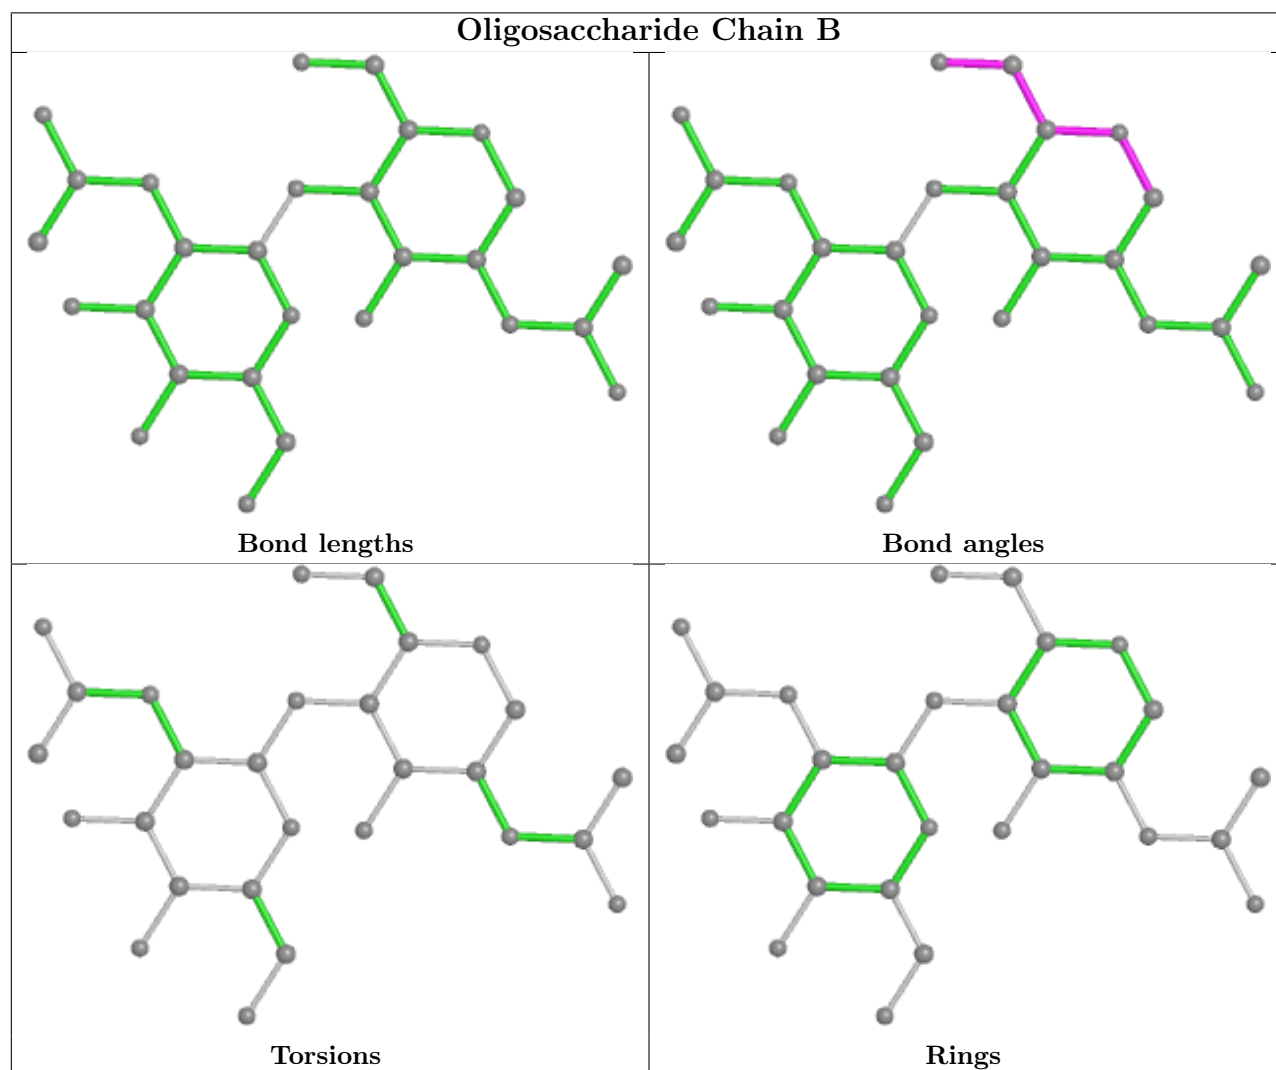 Oligosaccharide Chain B
Bond lengths
Bond angles
Torsions
Rings